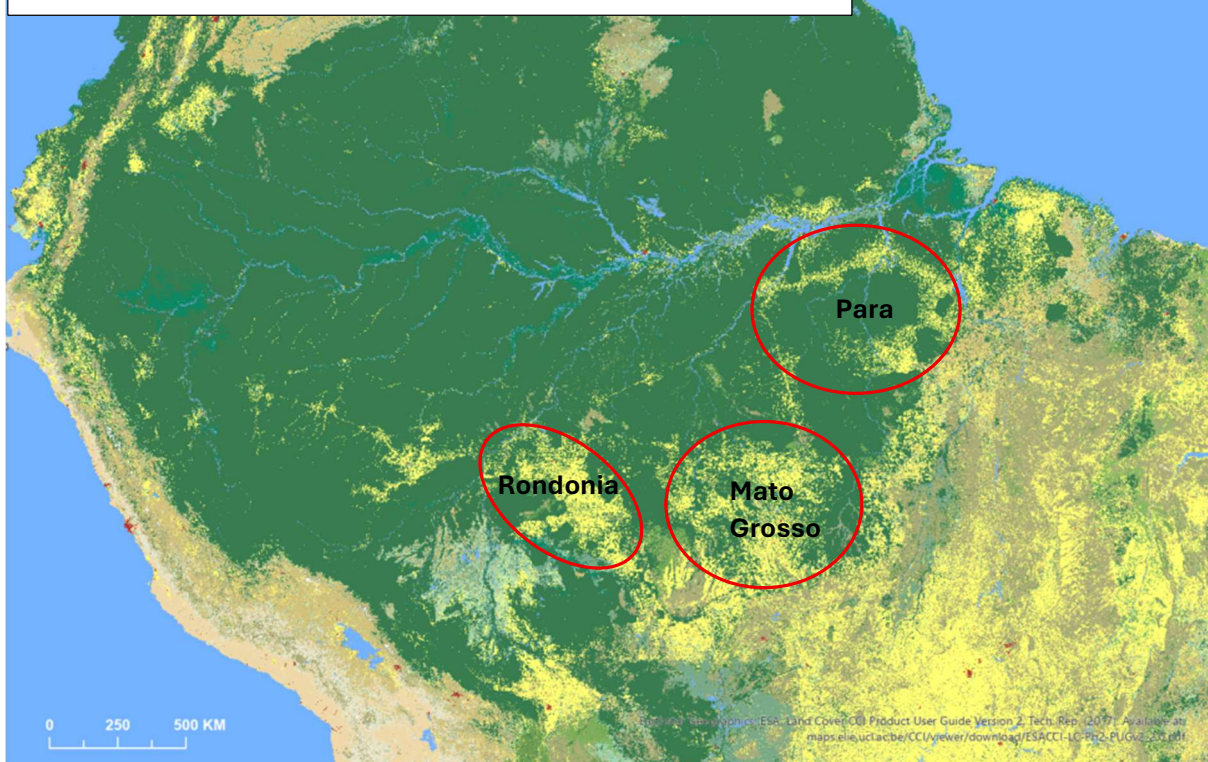 Para
Rondonia
Mato
Grosso
0 250 500 KM
Geographics, ESA, Land Cover CCI Product User Guide Version 2. Tech. Rep. (2017). Available at:
maps.elie.ucl.ac.be/CCI/viewer/download/ESACCI-LC-Ph2-PUGv2_2.0.pdf